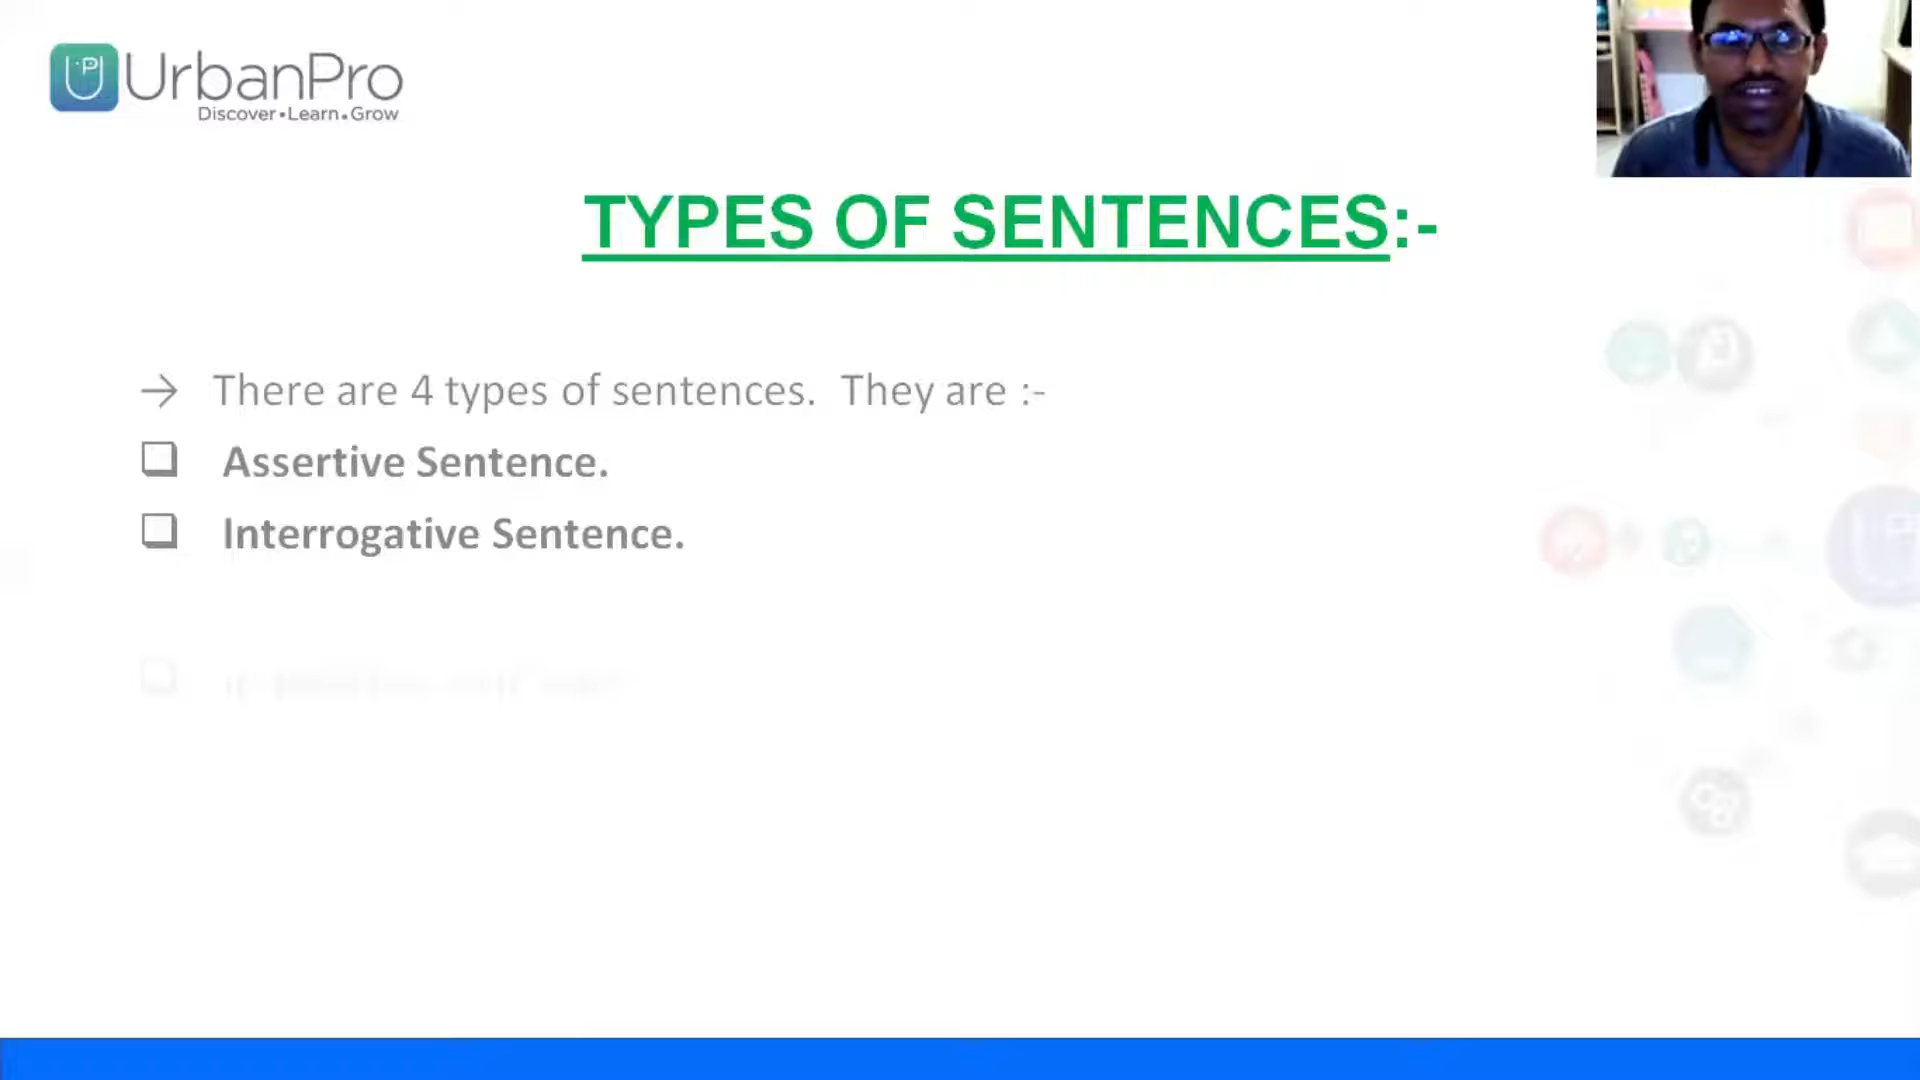 UrbanPro
Discover•Learn•Grow
TYPES OF SENTENCES:-
→ There are 4 types of sentences. They are :-
❑ Assertive Sentence.
❑ Interrogative Sentence.